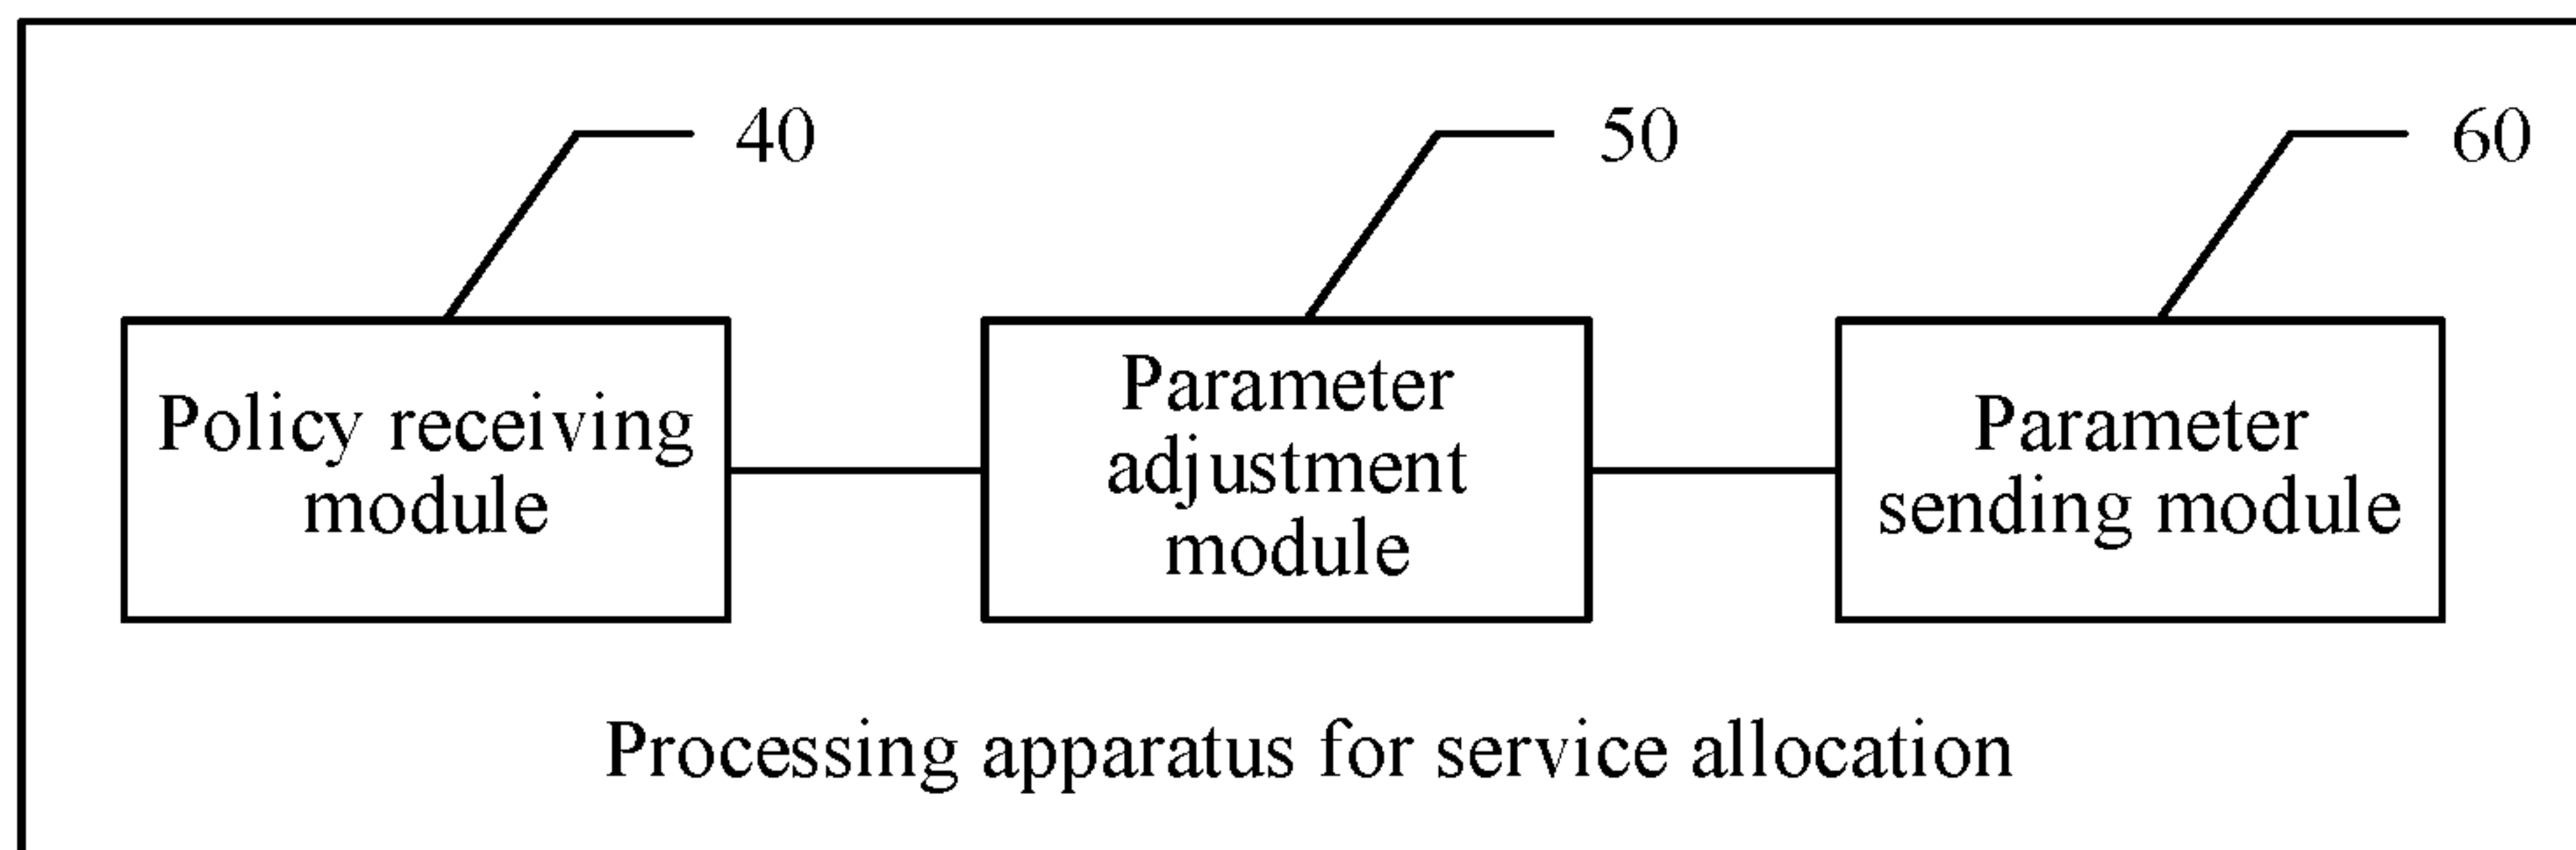 40
50
60
Policy receiving
module
Parameter
adjustment
module
Parameter
sending module
Processing apparatus for service allocation